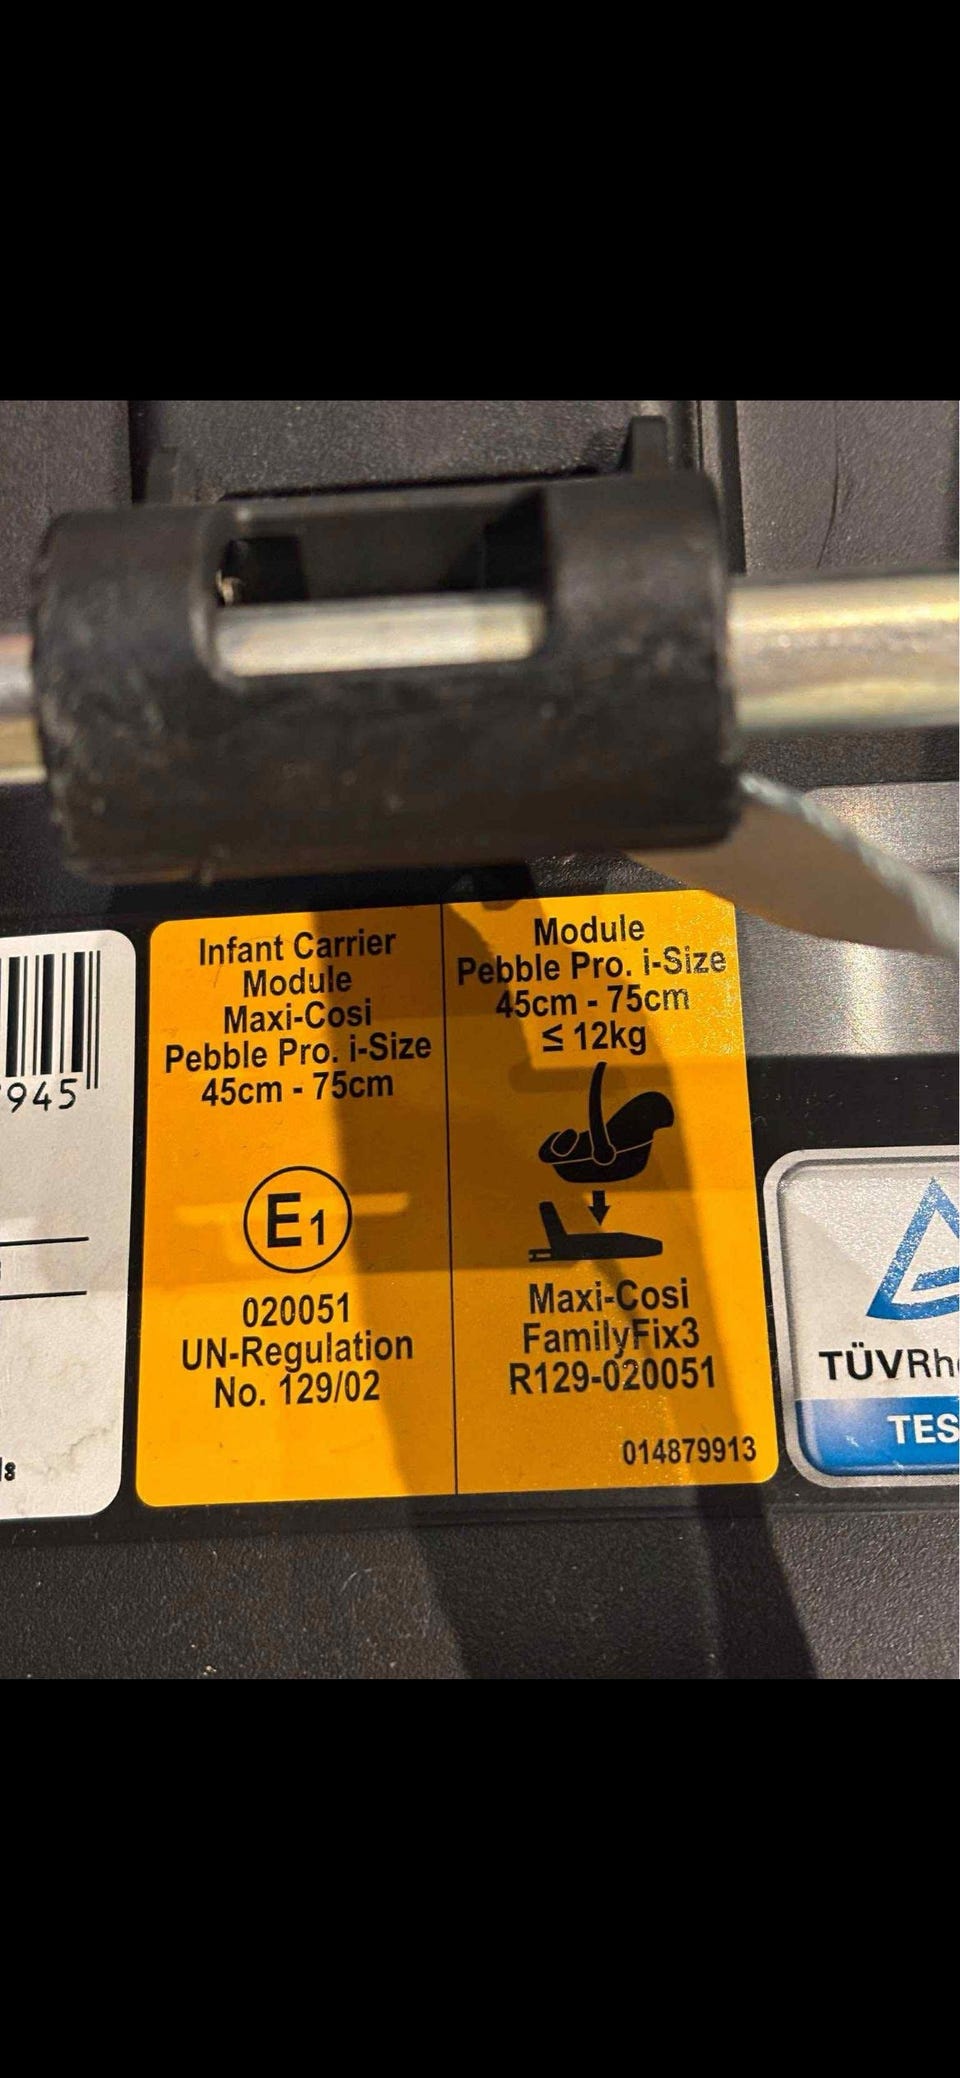 945
Infant Carrier
Module
Maxi-Cosi
Pebble Pro. i-Size
45cm - 75cm
E1
020051
UN-Regulation
No. 129/02
Module
Pebble Pro. i-Size
45cm - 75cm
≤ 12kg
Maxi-Cosi
FamilyFix3
R129-020051
014879913
TÜVRh
TES